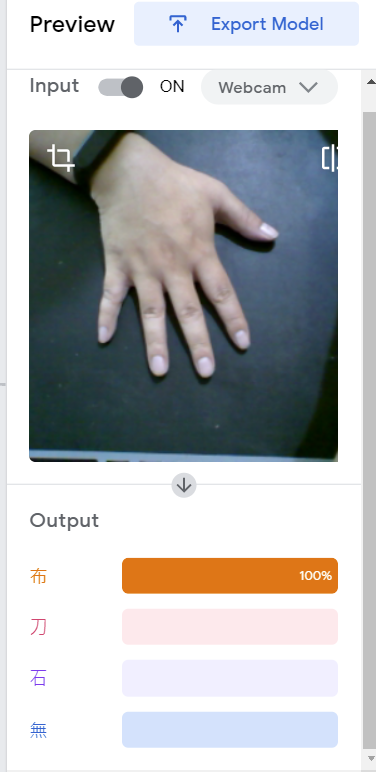 Preview
Export Model
Input
ON
Webcam
Output
布
100%
刀
石
無